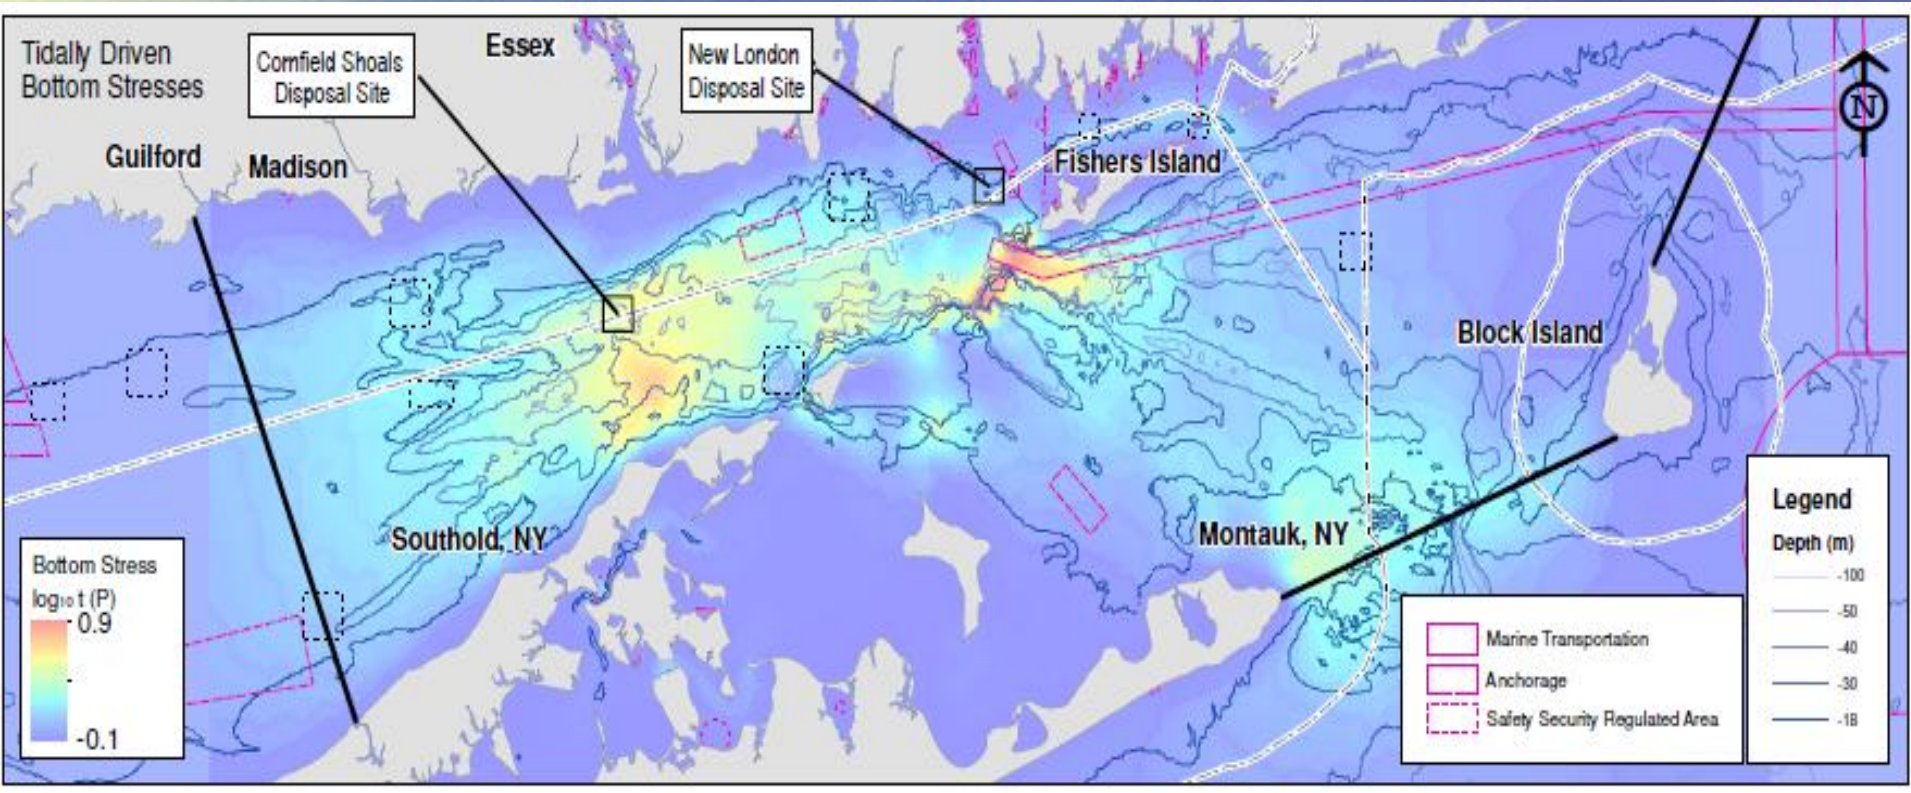 Tidally Driven
Bottom Stresses
Cornfield Shoals
Disposal Site
Essex
New London
Disposal Site
N
Guilford
Madison
Fishers Island
Block Island
Southold, NY
Montauk, NY
Bottom Stress
log10 t (P)
0.9
-0.1
Marine Transportation
Anchorage
Safety Security Regulated Area
Legend
Depth (m)
-100
-50
-40
-30
-18